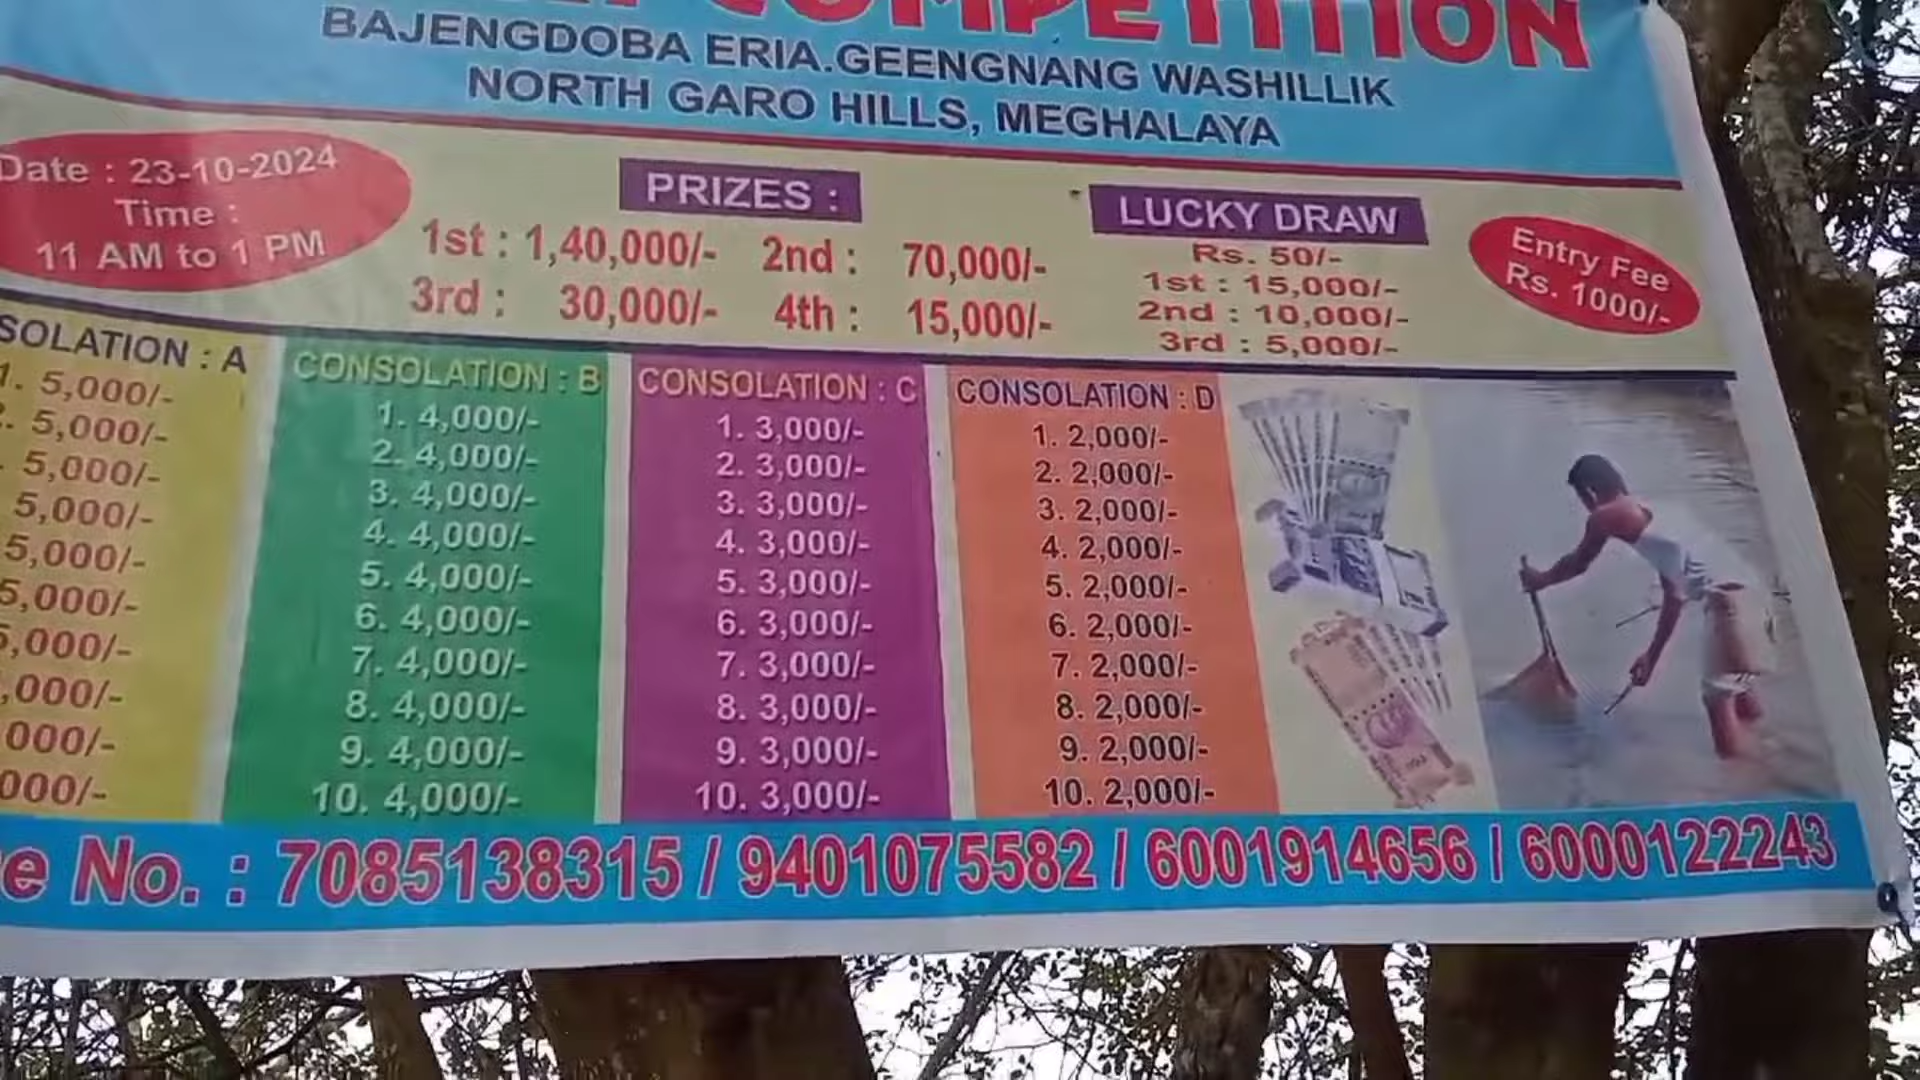 COMPETITION
BAJENGDOBA ERIA.GEENGNANG WASHILLIK
NORTH GARO HILLS, MEGHALAYA
Date : 23-10-2024
Time :
11 AM to 1 PM
PRIZES :
1st : 1,40,000/- 2nd : 70,000/-
3rd : 30,000/- 4th : 15,000/-
LUCKY DRAW
Rs. 50/-
1st : 15,000/-
2nd : 10,000/-
3rd : 5,000/-
Entry Fee
Rs. 1000/-
SOLATION : A
1. 5,000/-
. 5,000/-
. 5,000/-
5,000/-
5,000/-
5,000/-
5,000/-
,000/-
000/-
000/-
CONSOLATION : B
1. 4,000/-
2. 4,000/-
3. 4,000/-
4. 4,000/-
5. 4,000/-
6. 4,000/-
7. 4,000/-
8. 4,000/-
9. 4,000/-
10. 4,000/-
CONSOLATION : C
1. 3,000/-
2. 3,000/-
3. 3,000/-
4. 3,000/-
5. 3,000/-
6. 3,000/-
7. 3,000/-
8. 3,000/-
9. 3,000/-
10. 3,000/-
CONSOLATION : D
1. 2,000/-
2. 2,000/-
3. 2,000/-
4. 2,000/-
5. 2,000/-
6. 2,000/-
7. 2,000/-
8. 2,000/-
9. 2,000/-
10. 2,000/-
e No. : 7085138315 / 9401075582 / 6001914656 / 6000122243